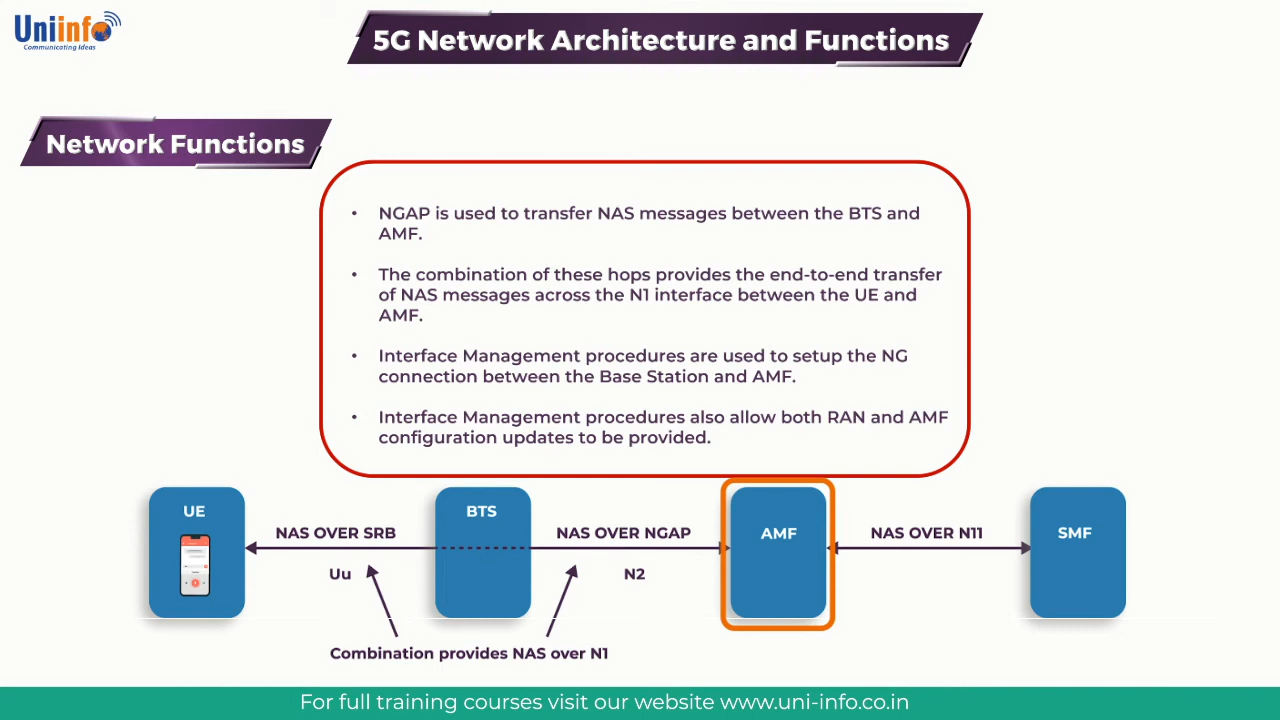 Uniinfo
Communicating Ideas
5G Network Architecture and Functions
Network Functions
• NGAP is used to transfer NAS messages between the BTS and
AMF.
• The combination of these hops provides the end-to-end transfer
of NAS messages across the N1 interface between the UE and
AMF.
• Interface Management procedures are used to setup the NG
connection between the Base Station and AMF.
• Interface Management procedures also allow both RAN and AMF
configuration updates to be provided.
UE
BTS
AMF
SMF
NAS OVER SRB
NAS OVER NGAP
NAS OVER N11
Uu
N2
Combination provides NAS over N1
For full training courses visit our website www.uni-info.co.in